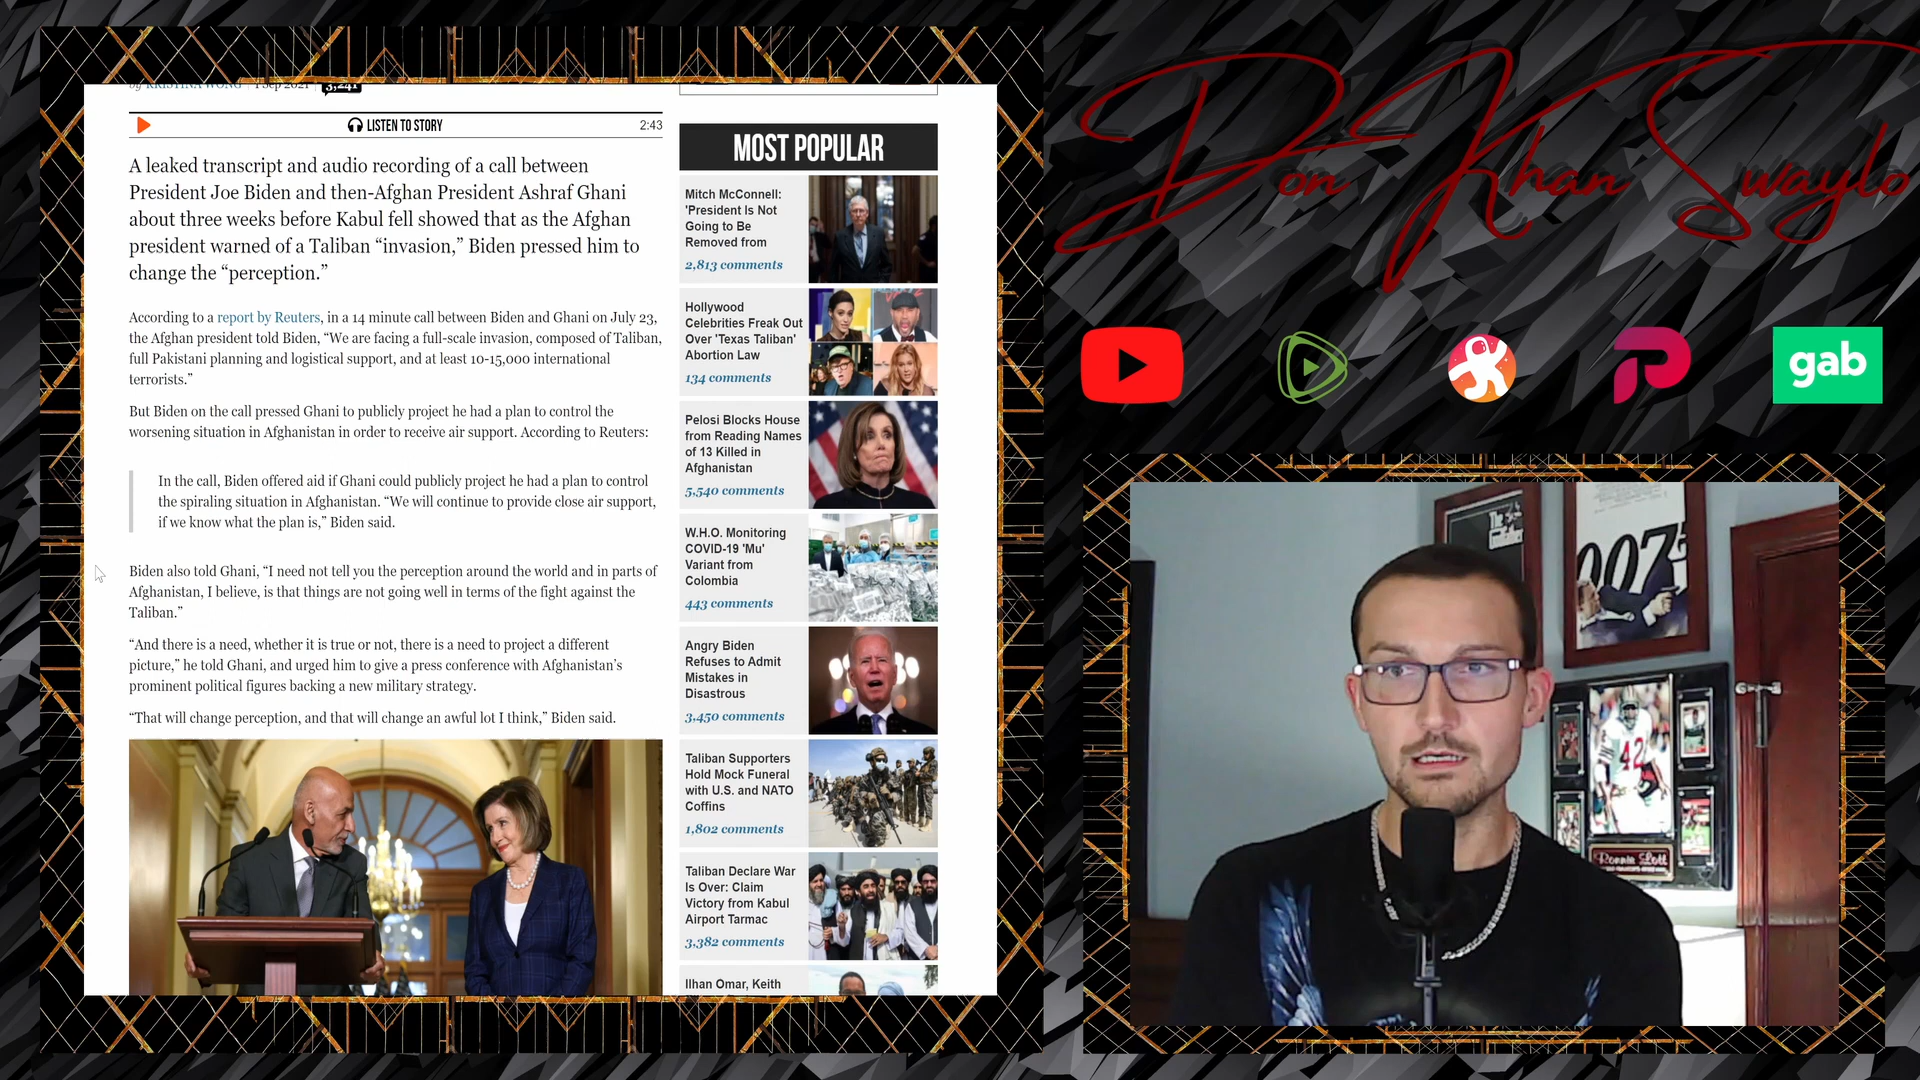 by KRISTINA WONG | 1 Sep 2021 | 3,241
LISTEN TO STORY
2:43
A leaked transcript and audio recording of a call between
President Joe Biden and then-Afghan President Ashraf Ghani
about three weeks before Kabul fell showed that as the Afghan
president warned of a Taliban “invasion,” Biden pressed him to
change the “perception.”
According to a report by Reuters, in a 14 minute call between Biden and Ghani on July 23,
the Afghan president told Biden, “We are facing a full-scale invasion, composed of Taliban,
full Pakistani planning and logistical support, and at least 10-15,000 international
terrorists.”
But Biden on the call pressed Ghani to publicly project he had a plan to control the
worsening situation in Afghanistan in order to receive air support. According to Reuters:
In the call, Biden offered aid if Ghani could publicly project he had a plan to control
the spiraling situation in Afghanistan. “We will continue to provide close air support,
if we know what the plan is,” Biden said.
Biden also told Ghani, “I need not tell you the perception around the world and in parts of
Afghanistan, I believe, is that things are not going well in terms of the fight against the
Taliban.”
“And there is a need, whether it is true or not, there is a need to project a different
picture,” he told Ghani, and urged him to give a press conference with Afghanistan’s
prominent political figures backing a new military strategy.
“That will change perception, and that will change an awful lot I think,” Biden said.
MOST POPULAR
Mitch McConnell:
'President Is Not
Going to Be
Removed from
2,813 comments
Hollywood
Celebrities Freak Out
Over 'Texas Taliban'
Abortion Law
134 comments
Pelosi Blocks House
from Reading Names
of 13 Killed in
Afghanistan
5,540 comments
W.H.O. Monitoring
COVID-19 'Mu'
Variant from
Colombia
443 comments
Angry Biden
Refuses to Admit
Mistakes in
Disastrous
3,450 comments
Taliban Supporters
Hold Mock Funeral
with U.S. and NATO
Coffins
1,802 comments
Taliban Declare War
Is Over: Claim
Victory from Kabul
Airport Tarmac
3,382 comments
Ilhan Omar, Keith
Don Khan Swaylo
gab
The
007
42
Ronnie Lott